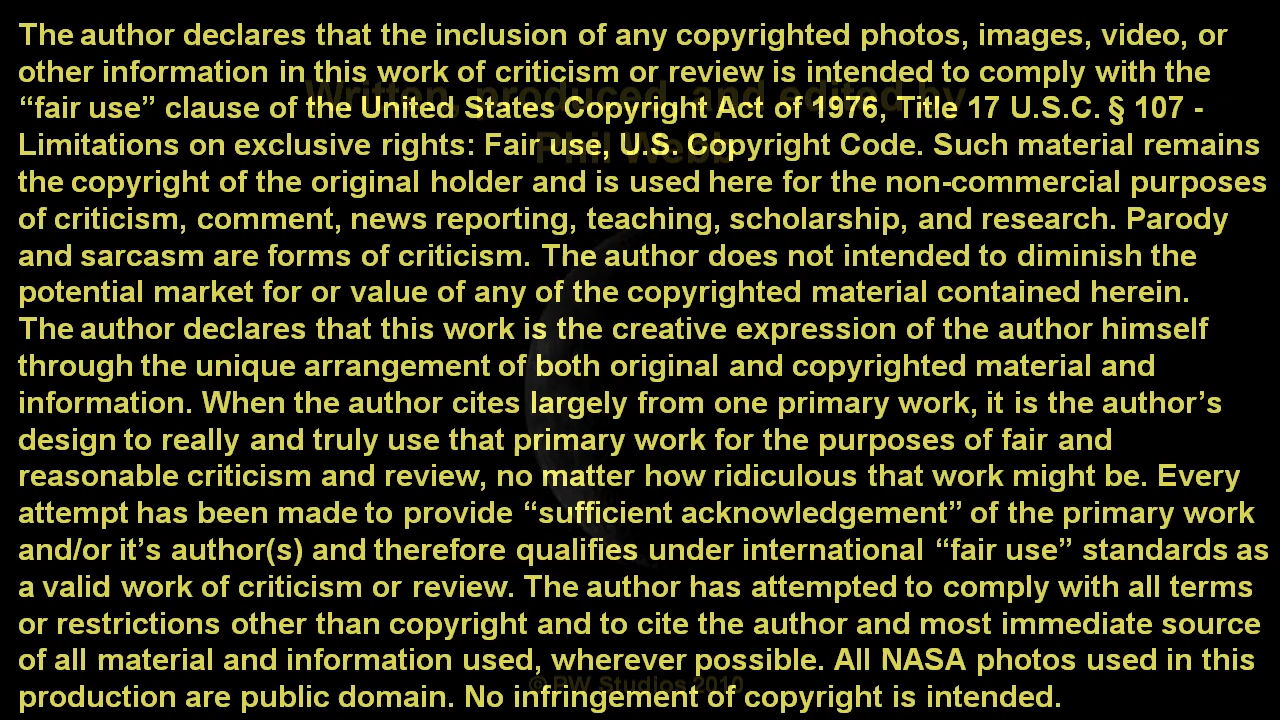 The author declares that the inclusion of any copyrighted photos, images, video, or
other information in this work of criticism or review is intended to comply with the
“fair use” clause of the United States Copyright Act of 1976, Title 17 U.S.C. § 107 -
Limitations on exclusive rights: Fair use, U.S. Copyright Code. Such material remains
the copyright of the original holder and is used here for the non-commercial purposes
of criticism, comment, news reporting, teaching, scholarship, and research. Parody
and sarcasm are forms of criticism. The author does not intended to diminish the
potential market for or value of any of the copyrighted material contained herein.
The author declares that this work is the creative expression of the author himself
through the unique arrangement of both original and copyrighted material and
information. When the author cites largely from one primary work, it is the author’s
design to really and truly use that primary work for the purposes of fair and
reasonable criticism and review, no matter how ridiculous that work might be. Every
attempt has been made to provide “sufficient acknowledgement” of the primary work
and/or it’s author(s) and therefore qualifies under international “fair use” standards as
a valid work of criticism or review. The author has attempted to comply with all terms
or restrictions other than copyright and to cite the author and most immediate source
of all material and information used, wherever possible. All NASA photos used in this
production are public domain. No infringement of copyright is intended.
Written, produced, and edited by
Phil Webb
© PW Studios 2010